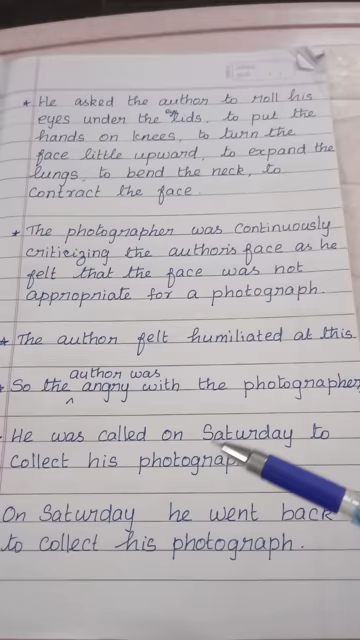 * He asked the author to roll his
eyes under the eye lids, to put the
hands on knees, to turn the
face little upward, to expand the
lungs, to bend the neck, to
contract the face.
* The photographer was continuously
criticizing the author's face as he
felt that the face was not
appropriate for a photograph.
* The author felt humiliated at this
* So the author was angry with the photographer
He was called on Saturday to
collect his photograp
On Saturday he went back
to collect his photograph.